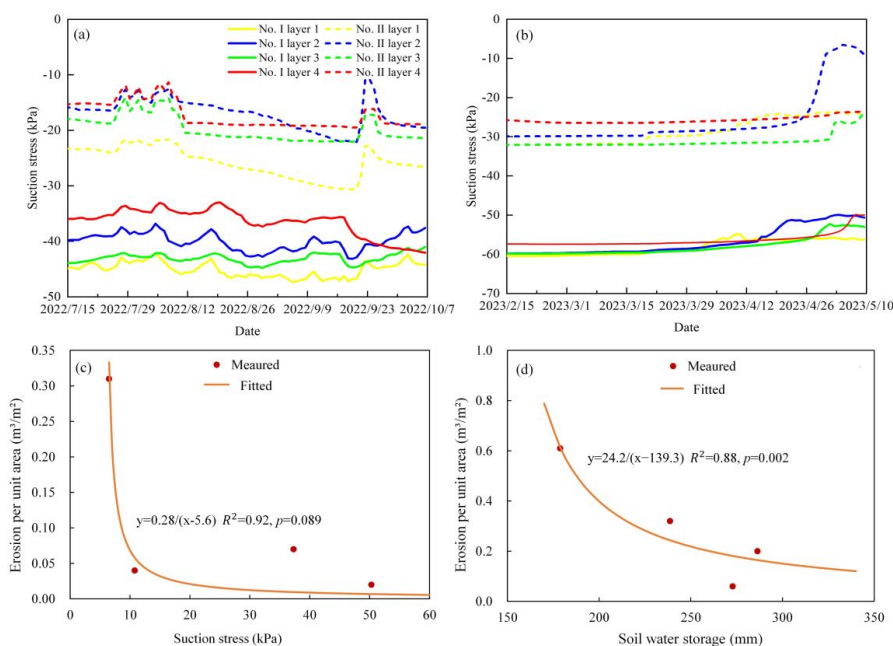 (a)
No. I layer 1
No. II layer 1
No. I layer 2
No. II layer 2
No. I layer 3
No. II layer 3
No. I layer 4
No. II layer 4
Suction stress (kPa)
0
-10
-20
-30
-40
-50
2022/7/15
2022/7/29
2022/8/12
2022/8/26
2022/9/9
2022/9/23
2022/10/7
Date
(b)
Suction stress (kPa)
0
-10
-20
-30
-40
-50
-60
-70
2023/2/15
2023/3/1
2023/3/15
2023/3/29
2023/4/12
2023/4/26
2023/5/10
Date
(c)
Meaured
Fitted
y=0.28/(x-5.6) R²=0.92, p=0.089
Erosion per unit area (m³/m²)
0.35
0.30
0.25
0.20
0.15
0.10
0.05
0.00
0
10
20
30
40
50
60
Suction stress (kPa)
(d)
Meaured
Fitted
y=24.2/(x−139.3) R²=0.88, p=0.002
Erosion per unit area (m³/m²)
1.0
0.8
0.6
0.4
0.2
0.0
150
200
250
300
350
Soil water storage (mm)